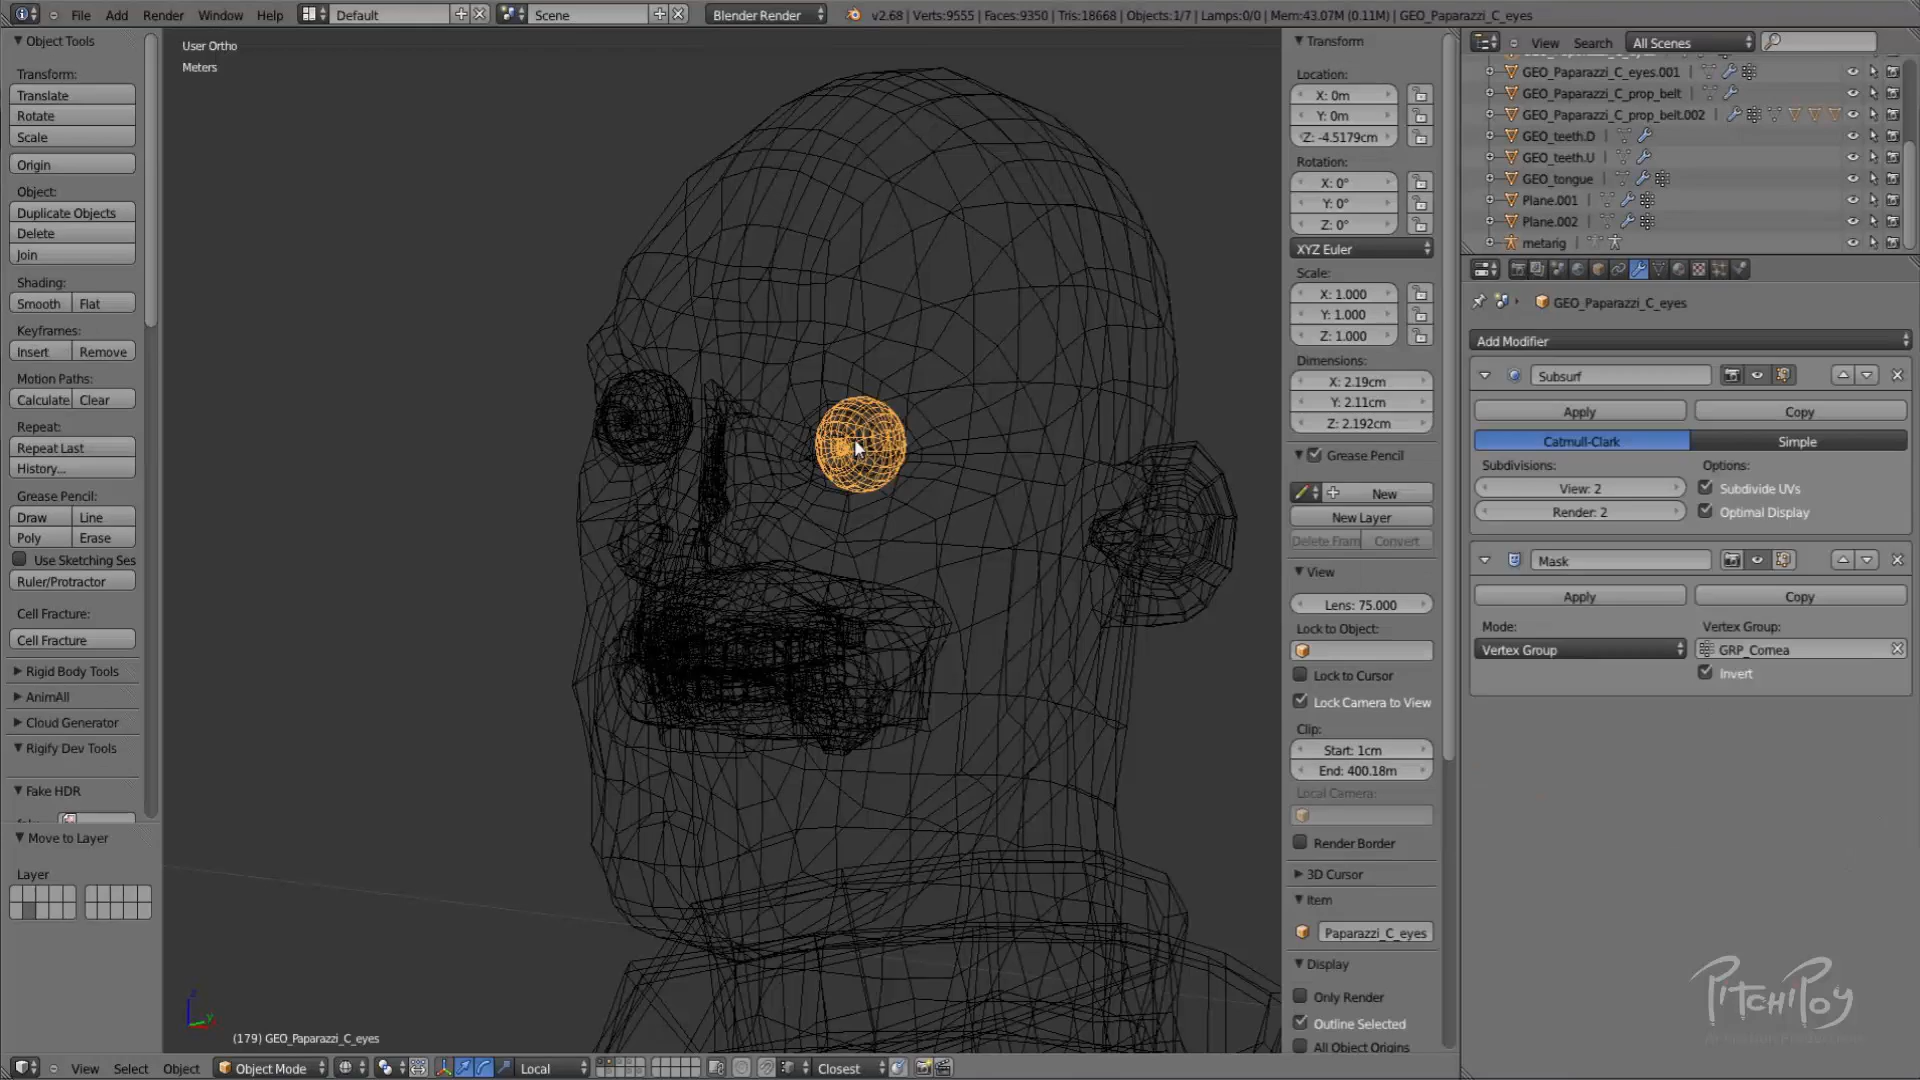 File Add Render Window Help Default Scene Blender Render v2.68 | Verts:9555 | Faces:9350 | Tris:18668 | Objects:1/7 | Lamps:0/0 | Mem:43.07M (0.11M) | GEO_Paparazzi_C_eyes
Object Tools
Transform:
Translate
Rotate
Scale
Origin
Object:
Duplicate Objects
Delete
Join
Shading:
Smooth Flat
Keyframes:
Insert Remove
Motion Paths:
Calculate Clear
Repeat:
Repeat Last
History...
Grease Pencil:
Draw Line
Poly Erase
Use Sketching Ses
Ruler/Protractor
Cell Fracture:
Cell Fracture
Rigid Body Tools
AnimAll
Cloud Generator
Rigify Dev Tools
Fake HDR
Move to Layer
Layer
User Ortho
Meters
(179) GEO_Paparazzi_C_eyes
View Select Object Object Mode Local Closest
Transform
Location:
X: 0m
Y: 0m
Z: -4.5179cm
Rotation:
X: 0°
Y: 0°
Z: 0°
XYZ Euler
Scale:
X: 1.000
Y: 1.000
Z: 1.000
Dimensions:
X: 2.19cm
Y: 2.11cm
Z: 2.192cm
Grease Pencil
New
New Layer
Delete Fram Convert
View
Lens: 75.000
Lock to Object:
Lock to Cursor
Lock Camera to View
Clip:
Start: 1cm
End: 400.18m
Local Camera:
Render Border
3D Cursor
Item
Paparazzi_C_eyes
Display
Only Render
Outline Selected
All Object Origins
View Search All Scenes
GEO_Paparazzi_C_eyes.001
GEO_Paparazzi_C_prop_belt
GEO_Paparazzi_C_prop_belt.002
GEO_teeth.D
GEO_teeth.U
GEO_tongue
Plane.001
Plane.002
metarig
GEO_Paparazzi_C_eyes
Add Modifier
Subsurf
Apply Copy
Catmull-Clark Simple
Subdivisions: Options:
View: 2 Subdivide UVs
Render: 2 Optimal Display
Mask
Apply Copy
Mode: Vertex Group:
Vertex Group GRP_Cornea
Invert
PitchiPoy